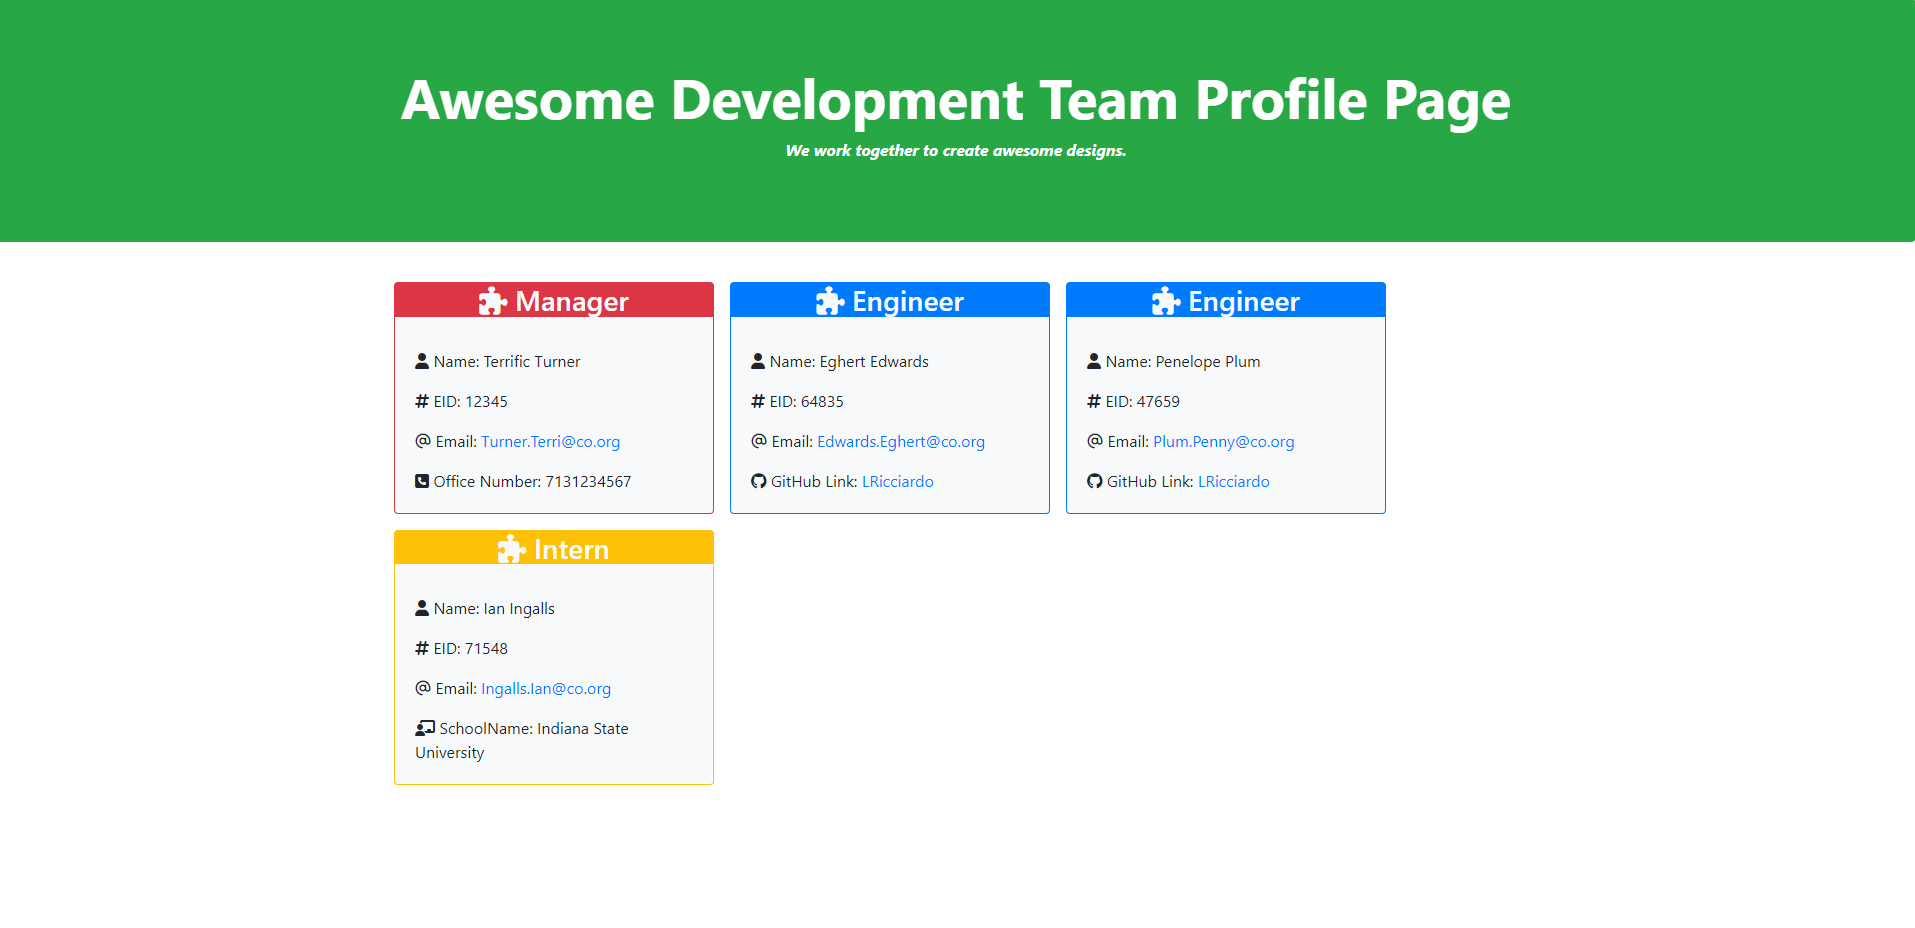 Awesome Development Team Profile Page
We work together to create awesome designs.
Manager
Name: Terrific Turner
# EID: 12345
@ Email: Turner.Terri@co.org
Office Number: 7131234567
Engineer
Name: Eghert Edwards
# EID: 64835
@ Email: Edwards.Eghert@co.org
GitHub Link: LRicciardo
Engineer
Name: Penelope Plum
# EID: 47659
@ Email: Plum.Penny@co.org
GitHub Link: LRicciardo
Intern
Name: Ian Ingalls
# EID: 71548
@ Email: Ingalls.Ian@co.org
SchoolName: Indiana State
University